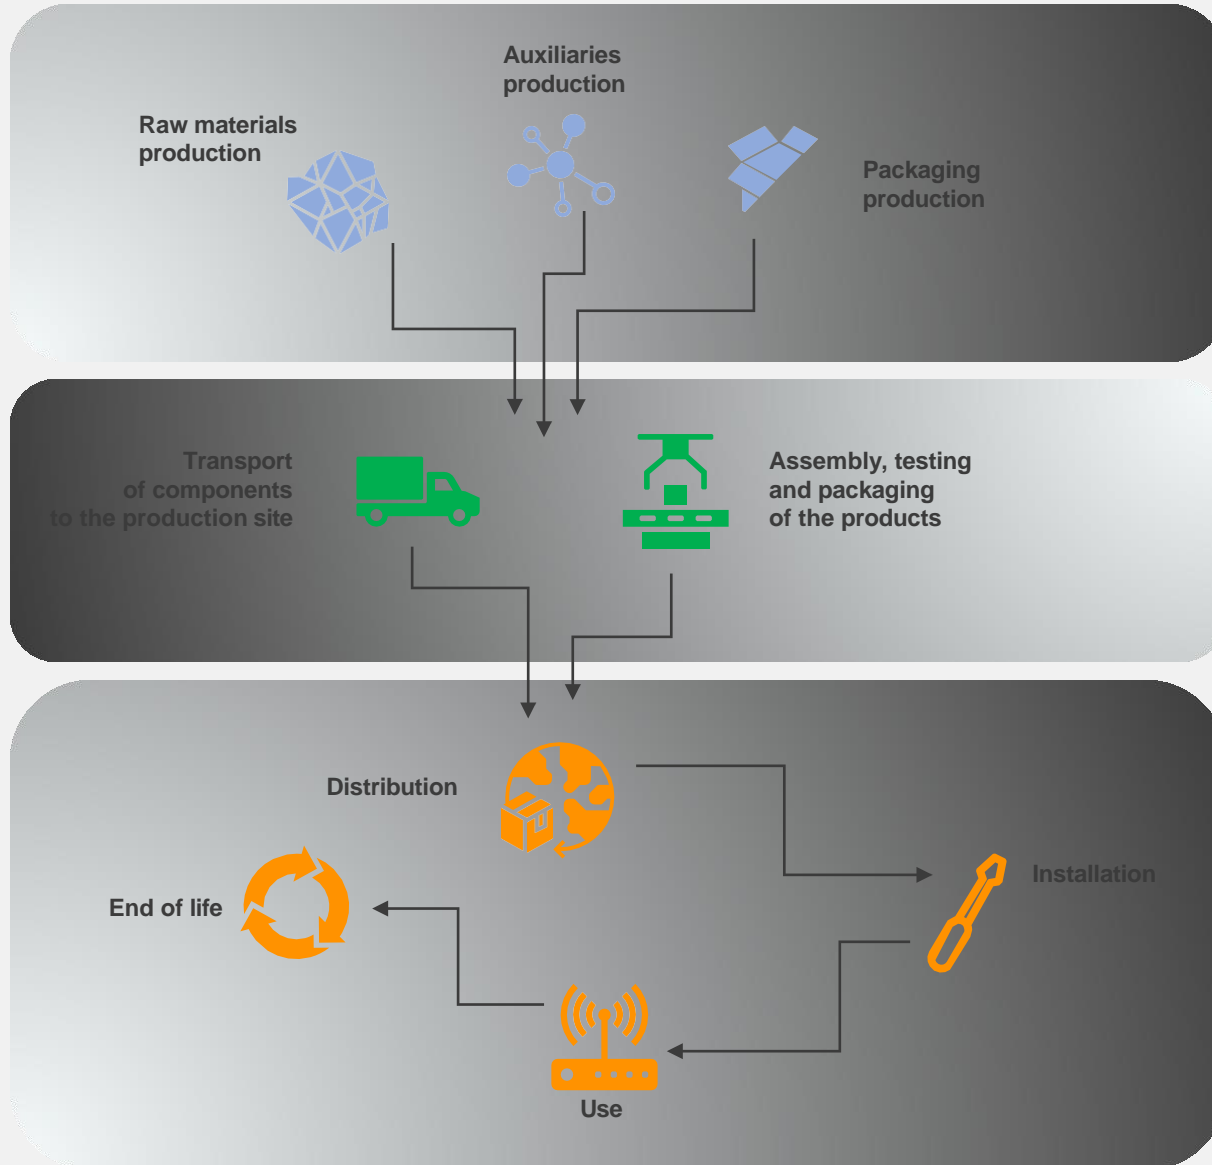 Auxiliaries
production
Raw materials
production
Packaging
production
Transport
of components
to the production site
Assembly, testing
and packaging
of the products
Distribution
Installation
End of life
Use